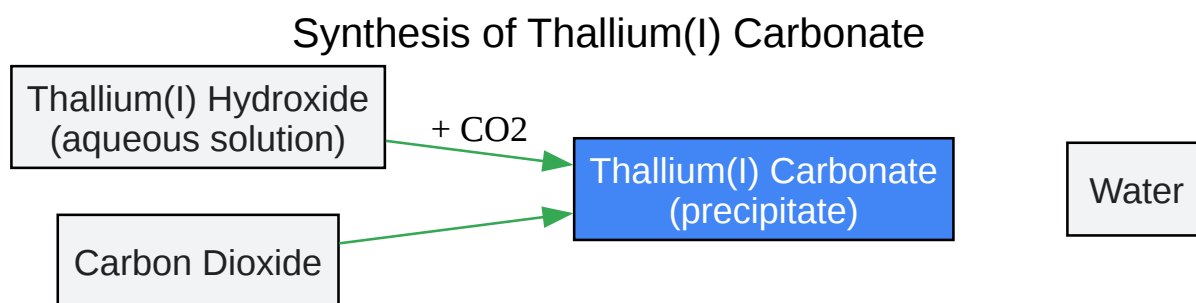 Synthesis of Thallium(I) Carbonate
Thallium(I) Hydroxide
(aqueous solution)
+ CO2
Carbon Dioxide
Thallium(I) Carbonate
(precipitate)
Water